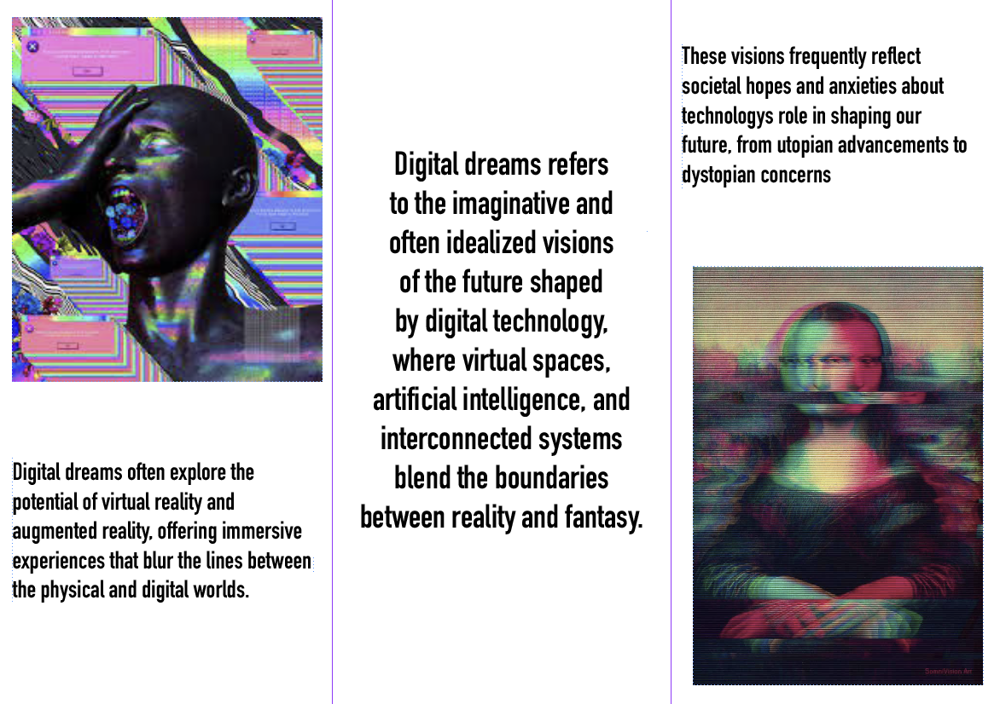 Digital dreams often explore the
potential of virtual reality and
augmented reality, offering immersive
experiences that blur the lines between
the physical and digital worlds.
Digital dreams refers
to the imaginative and
often idealized visions
of the future shaped
by digital technology,
where virtual spaces,
artificial intelligence, and
interconnected systems
blend the boundaries
between reality and fantasy.
These visions frequently reflect
societal hopes and anxieties about
technologys role in shaping our
future, from utopian advancements to
dystopian concerns